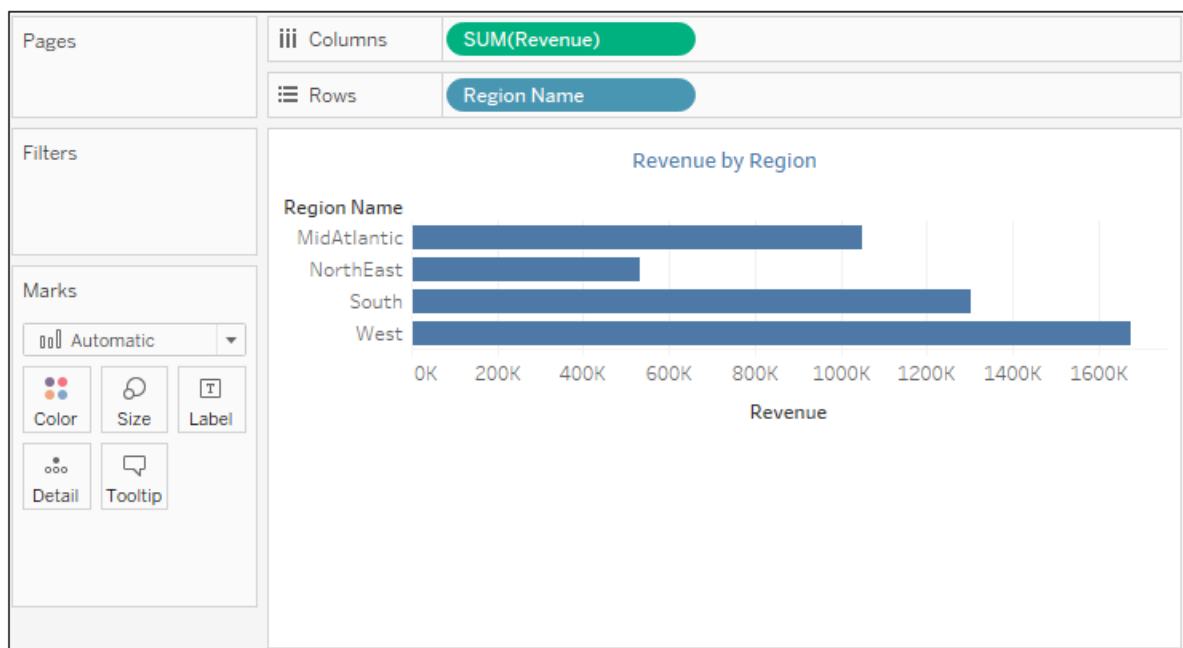 Pages
Columns
SUM(Revenue)
Rows
Region Name
Filters
Marks
Automatic
Color
Size
T
Label
Detail
Tooltip
Revenue by Region
Region Name
MidAtlantic
NorthEast
South
West
0K 200K 400K 600K 800K 1000K 1200K 1400K 1600K
Revenue